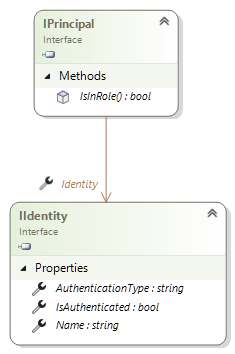 IPrincipal
Interface
Methods
IsInRole() : bool
Identity
IIdentity
Interface
Properties
AuthenticationType : string
IsAuthenticated : bool
Name : string